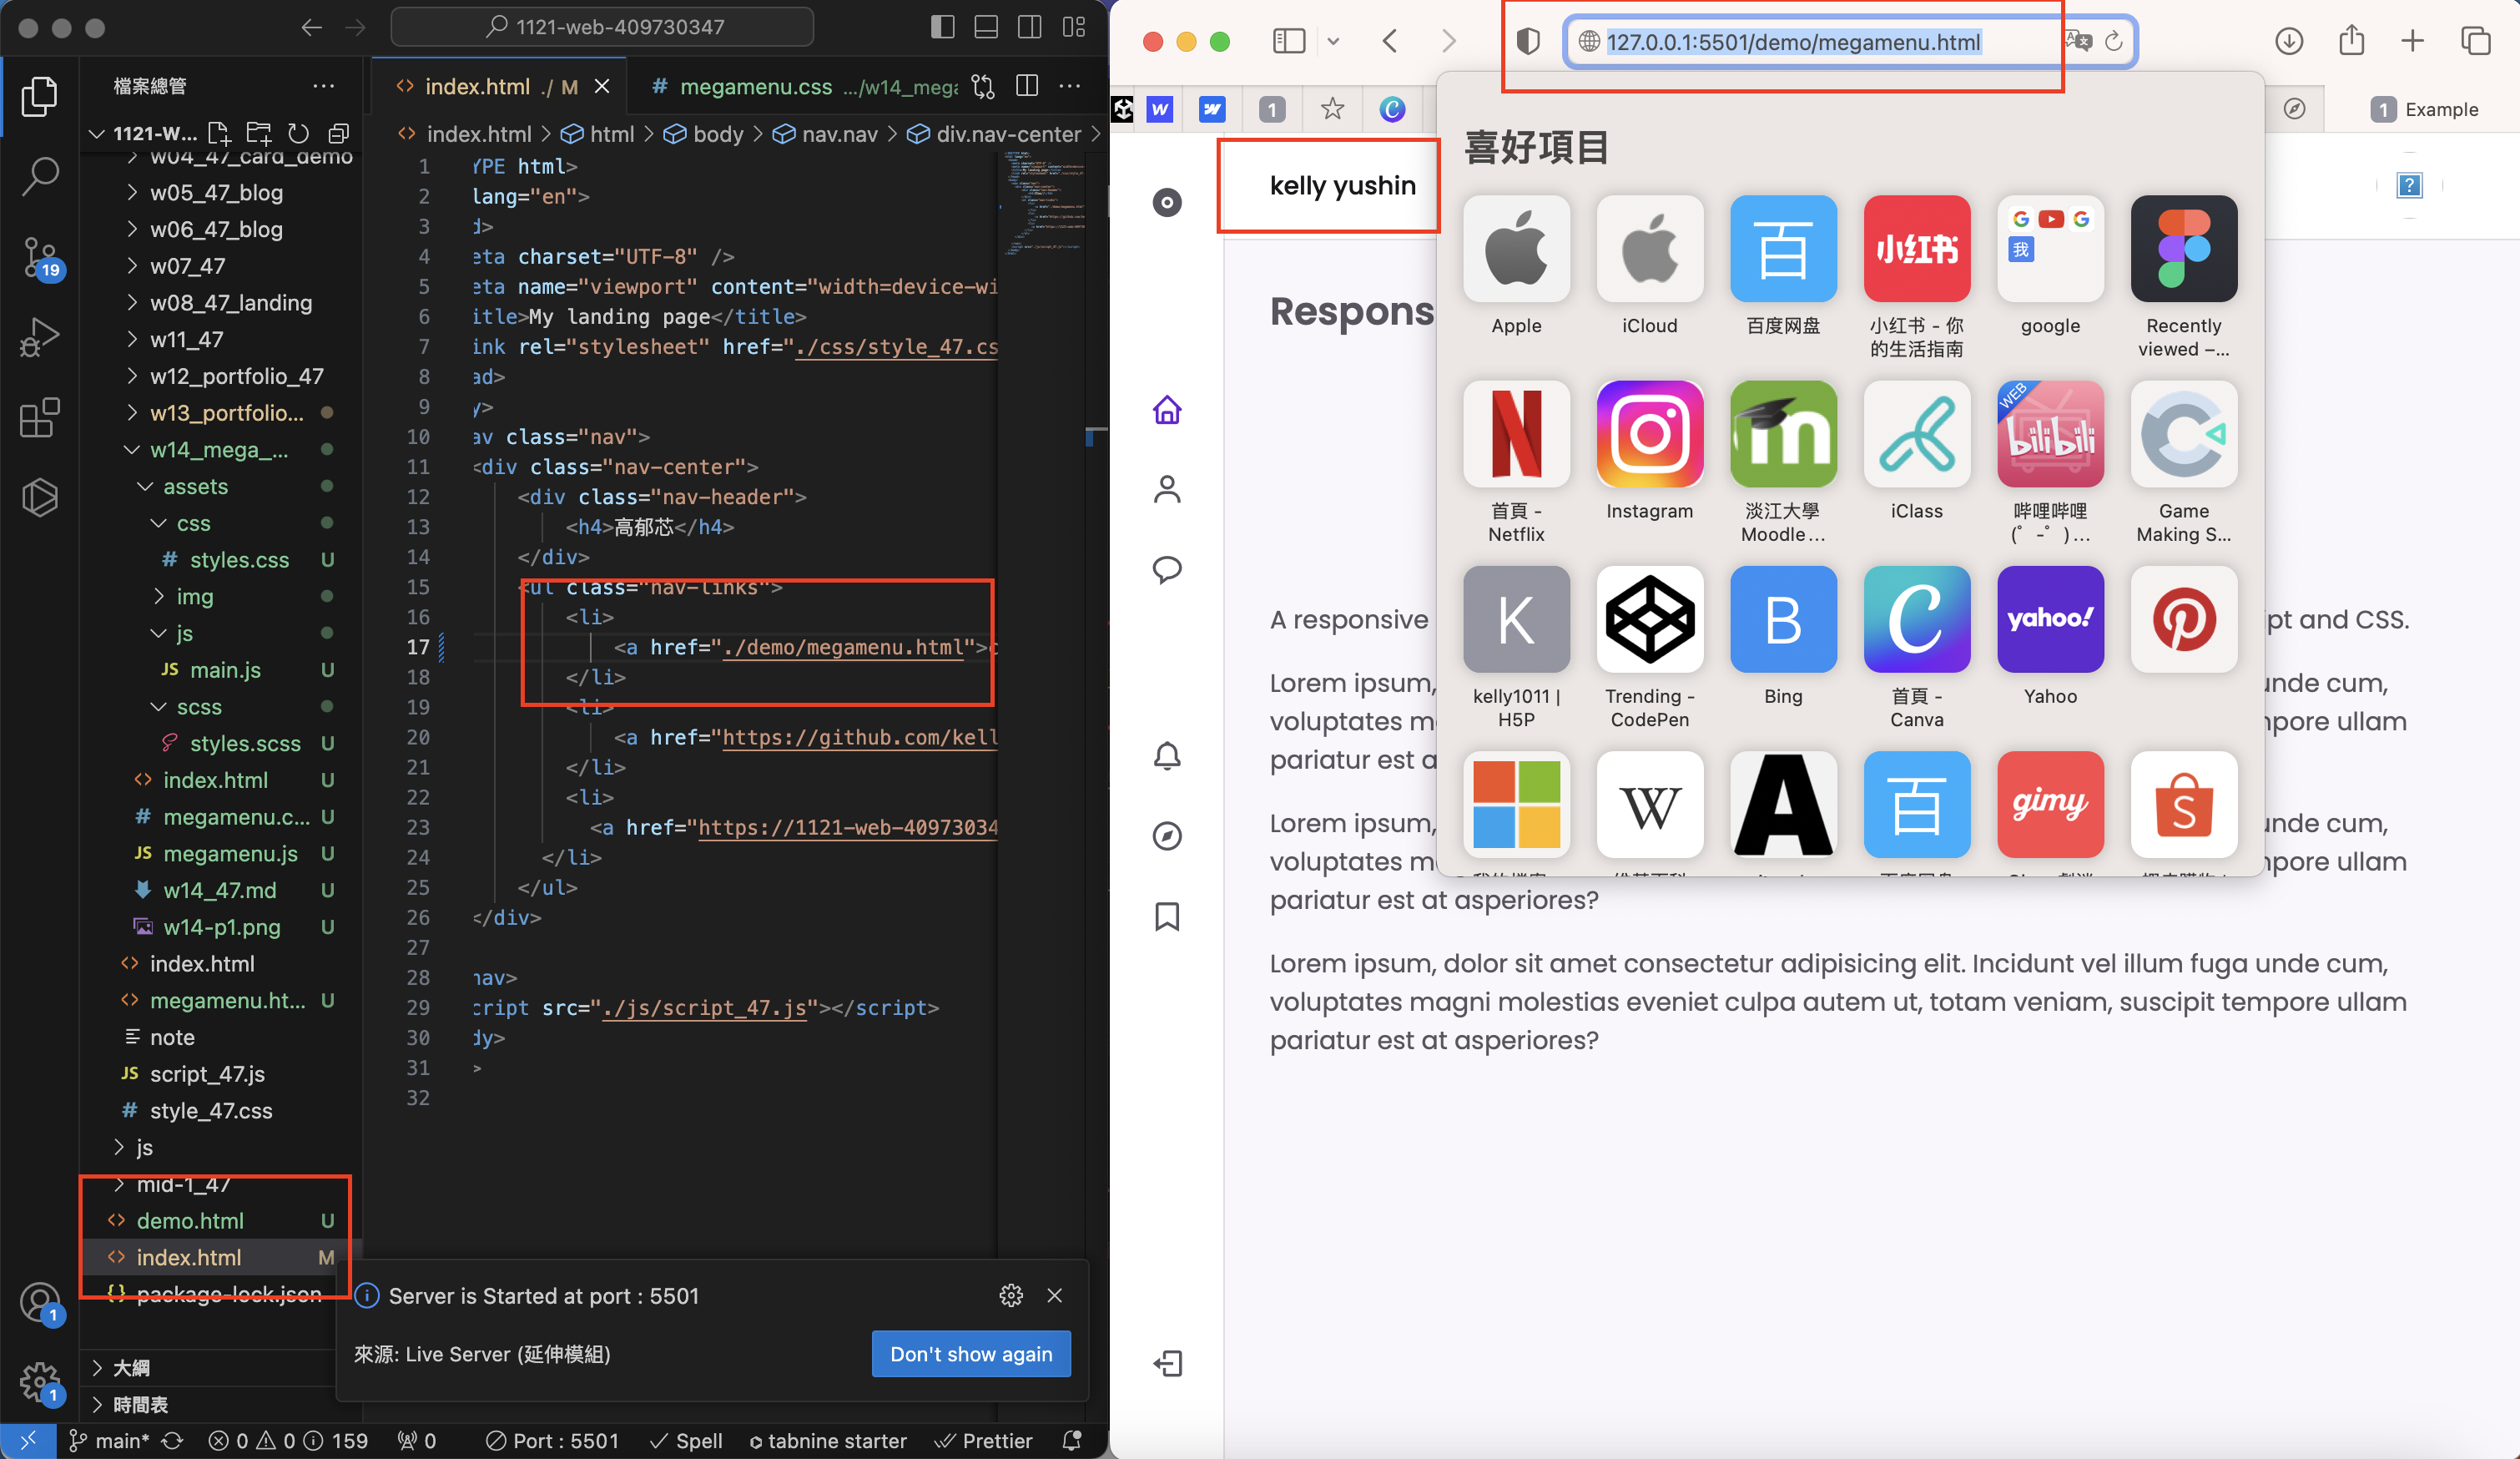 1121-web-409730347
檔案總管
1121-W...
w04_47_card_demo
w05_47_blog
w06_47_blog
w07_47
w08_47_landing
w11_47
w12_portfolio_47
w13_portfolio...
w14_mega_...
assets
css
# styles.css U
img
js
JS main.js U
scss
styles.scss U
<> index.html U
# megamenu.c... U
JS megamenu.js U
w14_47.md U
w14-p1.png U
<> index.html
<> megamenu.ht... U
note
JS script_47.js
# style_47.css
js
mid-1_47
<> demo.html U
<> index.html M
{} package-lock.json
大綱
時間表
19
1
1
<> index.html ./ M
# megamenu.css .../w14_mega
<> index.html > html > body > nav.nav > div.nav-center >
1 YPE html>
2 lang="en">
3 d>
4 eta charset="UTF-8" />
5 eta name="viewport" content="width=device-wi
6 itle>My landing page</title>
7 ink rel="stylesheet" href="./css/style_47.cs
8 ad>
9 y>
10 av class="nav">
11 <div class="nav-center">
12 <div class="nav-header">
13 <h4>高郁芯</h4>
14 </div>
15 <ul class="nav-links">
16 <li>
17 <a href="./demo/megamenu.html">
18 </li>
19 <li>
20 <a href="https://github.com/kell
21 </li>
22 <li>
23 <a href="https://1121-web-40973034
24 </li>
25 </ul>
26 </div>
27
28 nav>
29 cript src="./js/script_47.js"></script>
30 dy>
31 >
32
Server is Started at port : 5501
來源: Live Server (延伸模組)
Don't show again
main* 0 0 159 0 Port : 5501 Spell tabnine starter Prettier
127.0.0.1:5501/demo/megamenu.html
1
1 Example
kelly yushin
Respons
A responsive
ipt and CSS.
Lorem ipsum,
unde cum,
voluptates m
mpore ullam
pariatur est a
Lorem ipsum,
unde cum,
voluptates m
mpore ullam
pariatur est at asperiores?
Lorem ipsum, dolor sit amet consectetur adipisicing elit. Incidunt vel illum fuga unde cum,
voluptates magni molestias eveniet culpa autem ut, totam veniam, suscipit tempore ullam
pariatur est at asperiores?
喜好項目
百
小红书
我
Apple
iCloud
百度网盘
小红书 - 你
的生活指南
google
Recently
viewed –...
WEB
bilibili
首頁 -
Netflix
Instagram
淡江大學
Moodle...
iClass
哔哩哔哩
(゜-゜)...
Game
Making S...
K
B
yahoo!
kelly1011 |
H5P
Trending -
CodePen
Bing
首頁 -
Canva
Yahoo
W
A
百
gimy
S